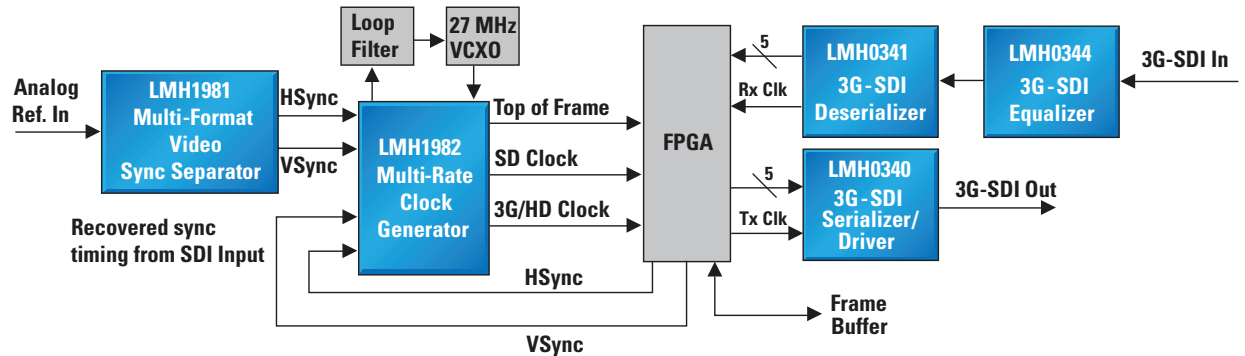 Analog
Ref. In
LMH1981
Multi-Format
Video
Sync Separator
HSync
VSync
Loop
Filter
27 MHz
VCXO
LMH1982
Multi-Rate
Clock
Generator
Top of Frame
SD Clock
3G/HD Clock
FPGA
5
Rx Clk
LMH0341
3G-SDI
Deserializer
LMH0344
3G-SDI
Equalizer
3G-SDI In
5
Tx Clk
LMH0340
3G-SDI
Serializer/
Driver
3G-SDI Out
Recovered sync
timing from SDI Input
HSync
VSync
Frame
Buffer